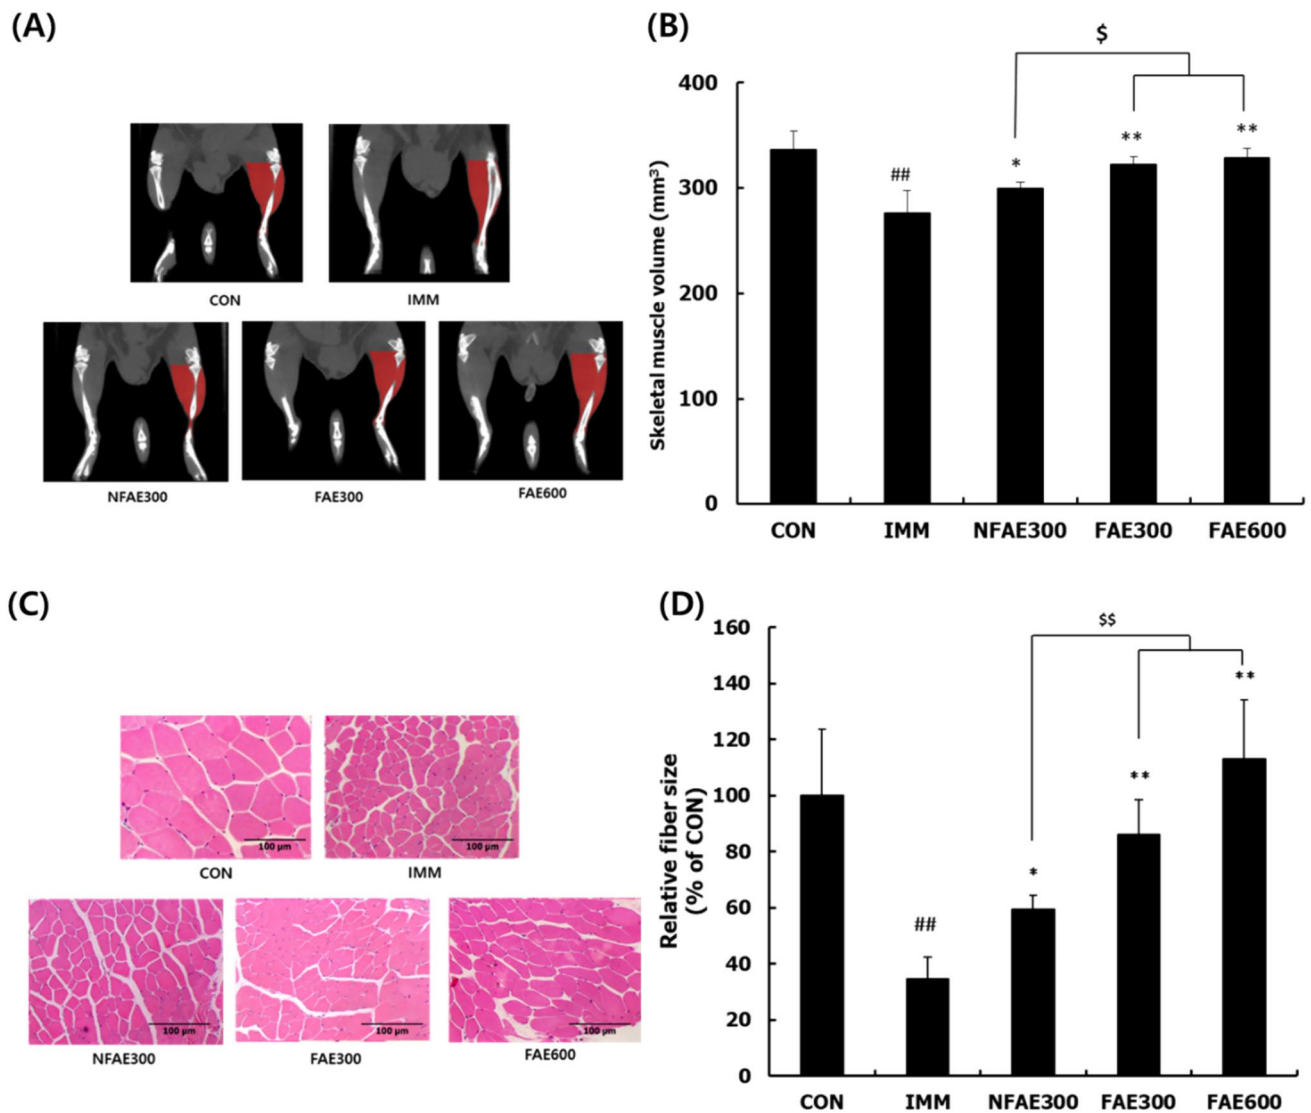 (A)
CON
IMM
NFAE300
FAE300
FAE600
(B)
$
400
300
200
100
0
Skeletal muscle volume (mm³)
##
*
**
**
CON
IMM
NFAE300
FAE300
FAE600
(C)
100 μm
100 μm
CON
IMM
100 μm
100 μm
100 μm
NFAE300
FAE300
FAE600
(D)
$$
160
140
120
100
80
60
40
20
0
Relative fiber size
(% of CON)
##
*
**
**
CON
IMM
NFAE300
FAE300
FAE600